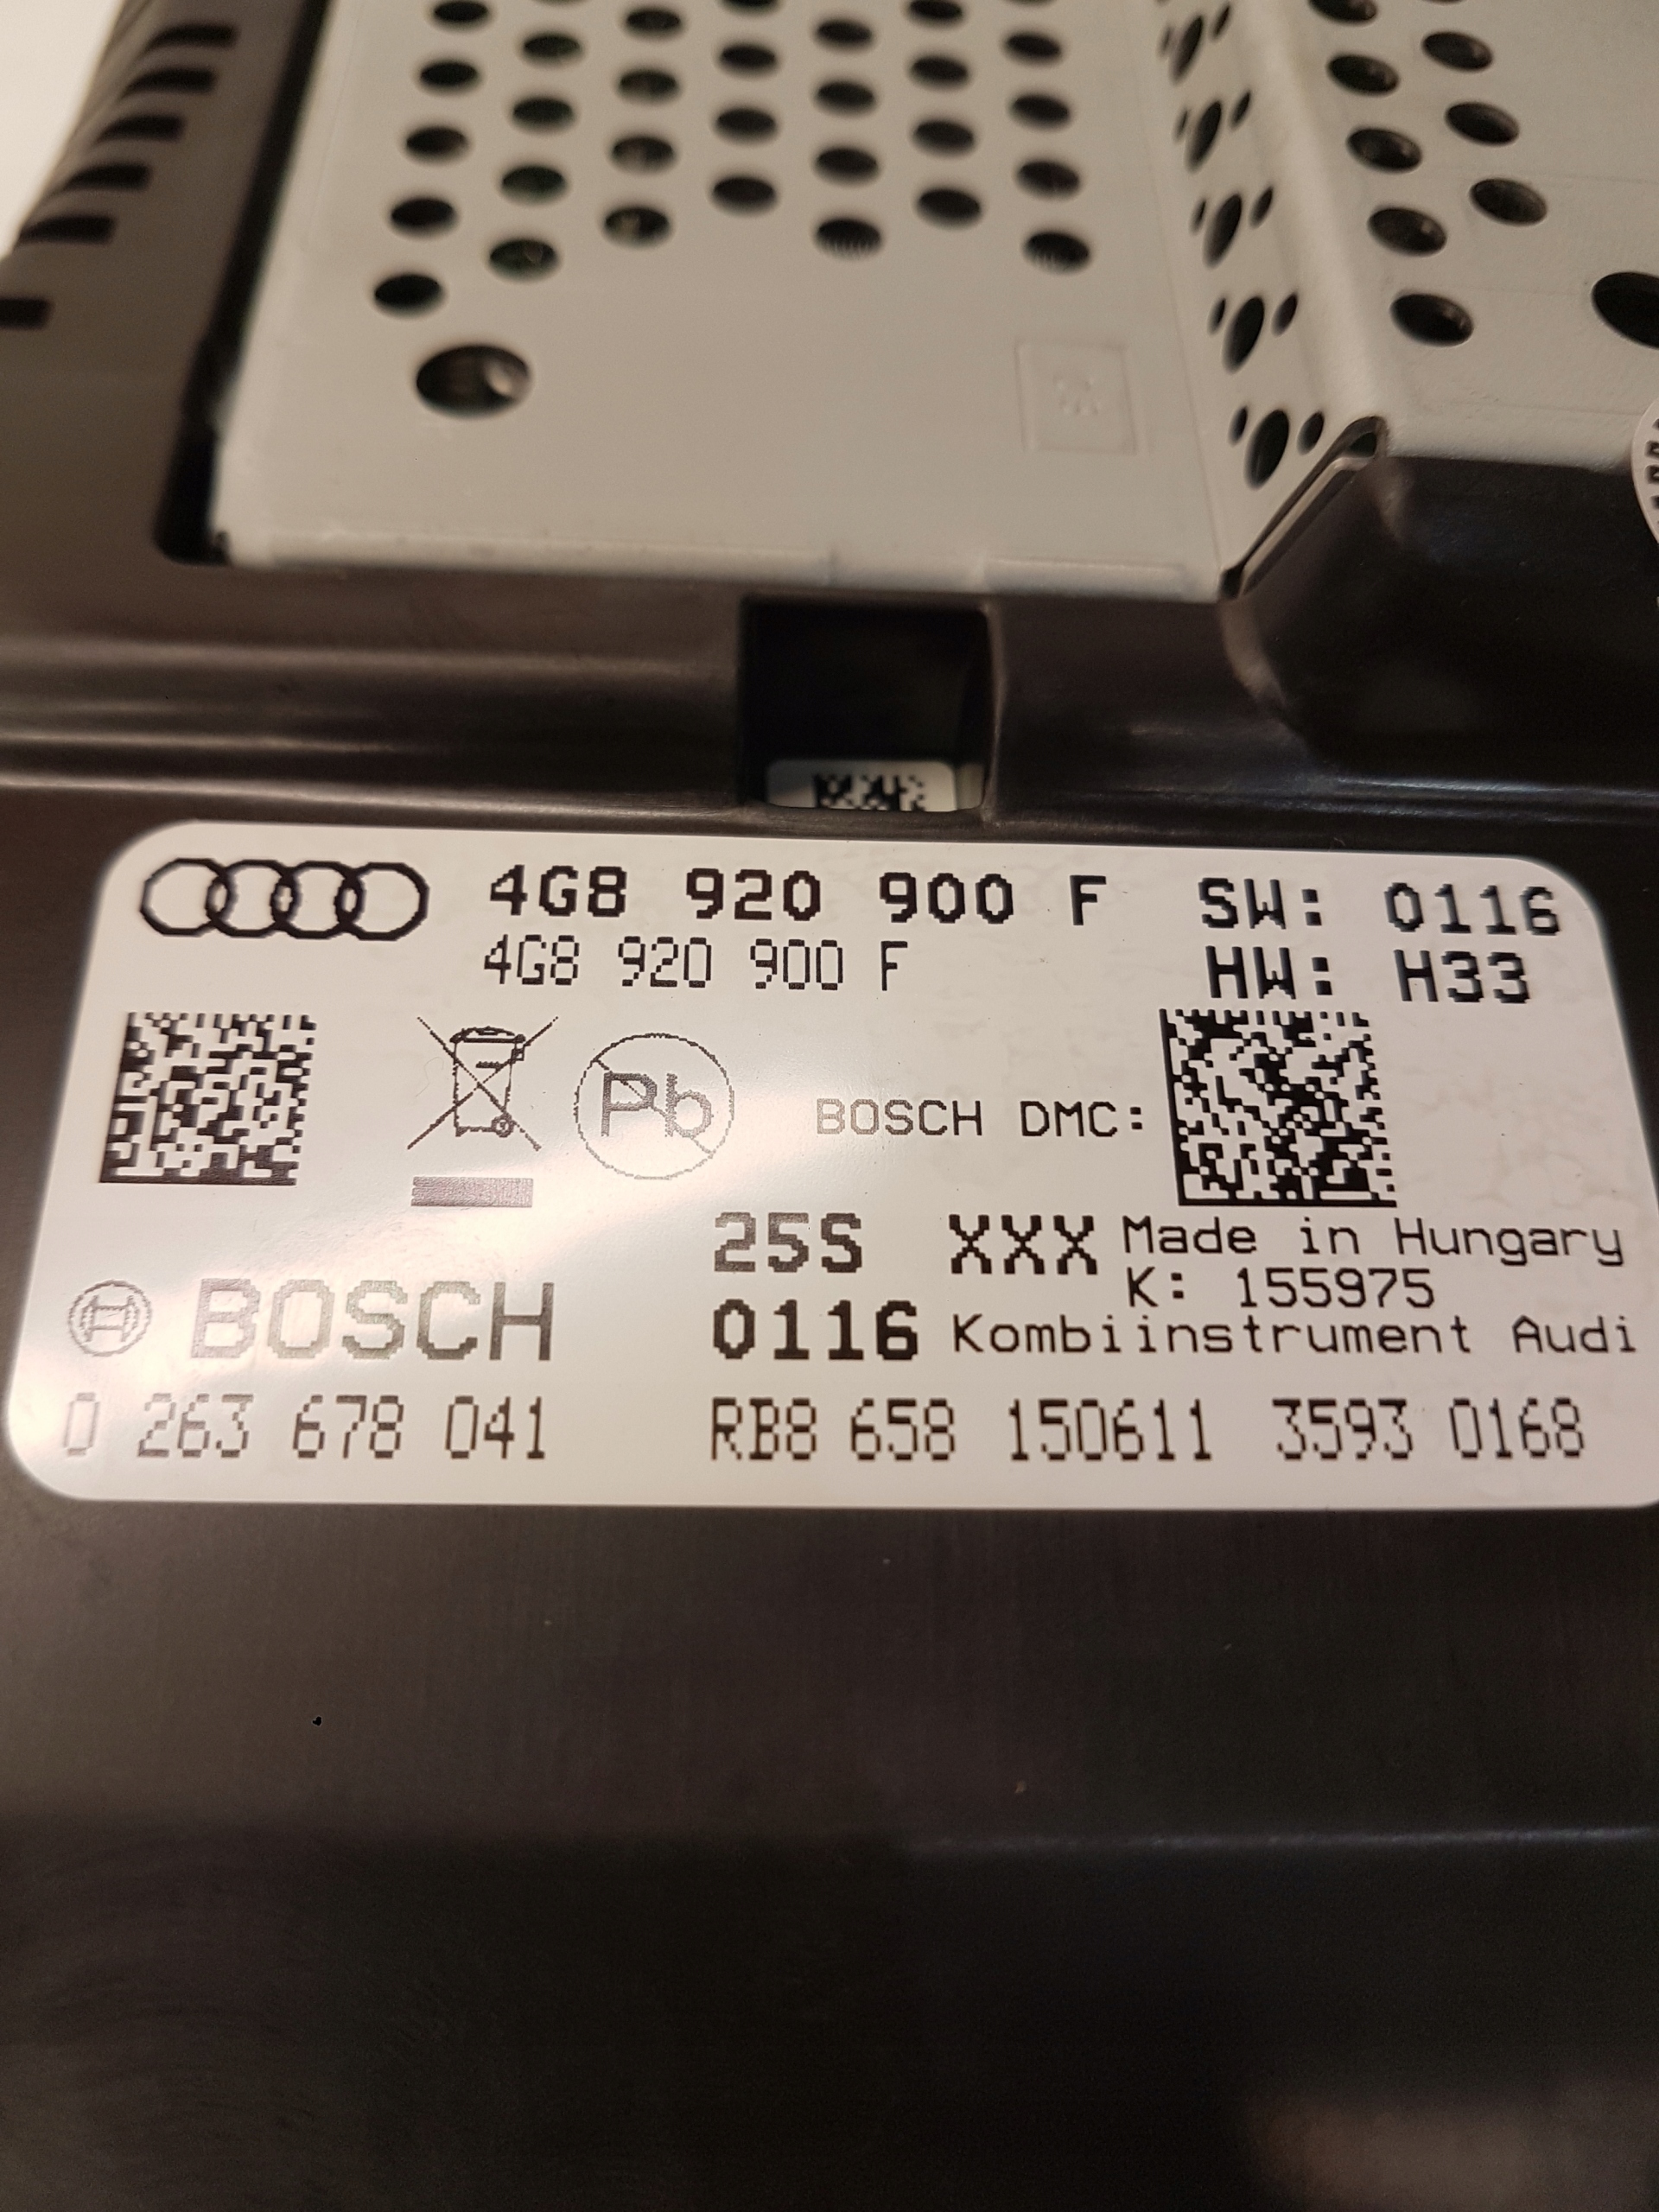 4G8 920 900 F SW: 0116
4G8 920 900 F HW: H33
Pb
BOSCH DMC:
25S XXX Made in Hungary
K: 155975
BOSCH 0116 Kombiinstrument Audi
0 263 678 041 RB8 658 150611 3593 0168